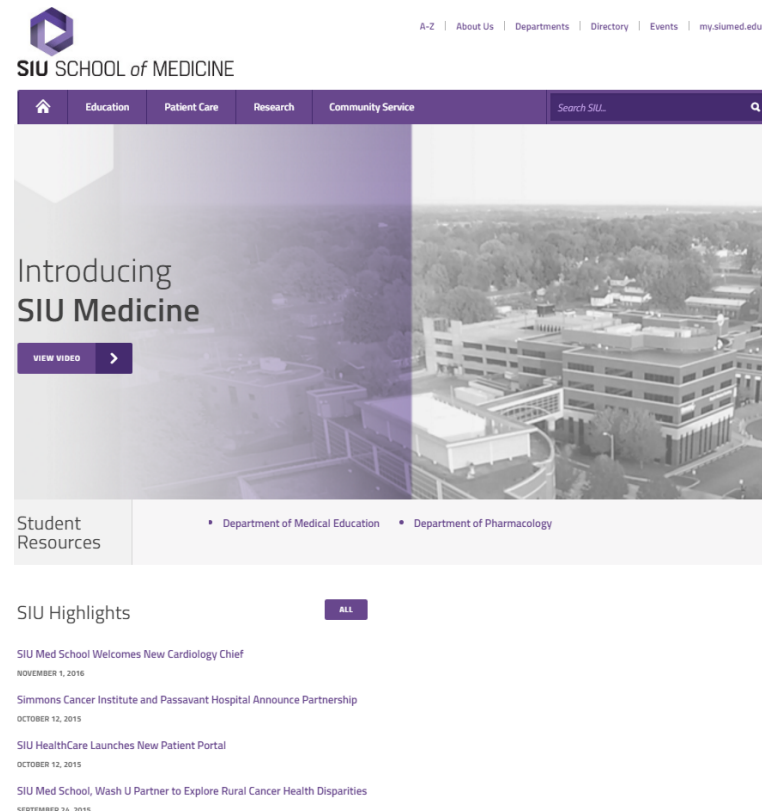 A-Z | About Us | Departments | Directory | Events | my.siumed.edu
SIU SCHOOL of MEDICINE
Education Patient Care Research Community Service Search SIU...
Introducing
SIU Medicine
VIEW VIDEO
Student
Resources
• Department of Medical Education • Department of Pharmacology
SIU Highlights ALL
SIU Med School Welcomes New Cardiology Chief
NOVEMBER 1, 2016
Simmons Cancer Institute and Passavant Hospital Announce Partnership
OCTOBER 12, 2015
SIU HealthCare Launches New Patient Portal
OCTOBER 12, 2015
SIU Med School, Wash U Partner to Explore Rural Cancer Health Disparities
SEPTEMBER 24, 2015